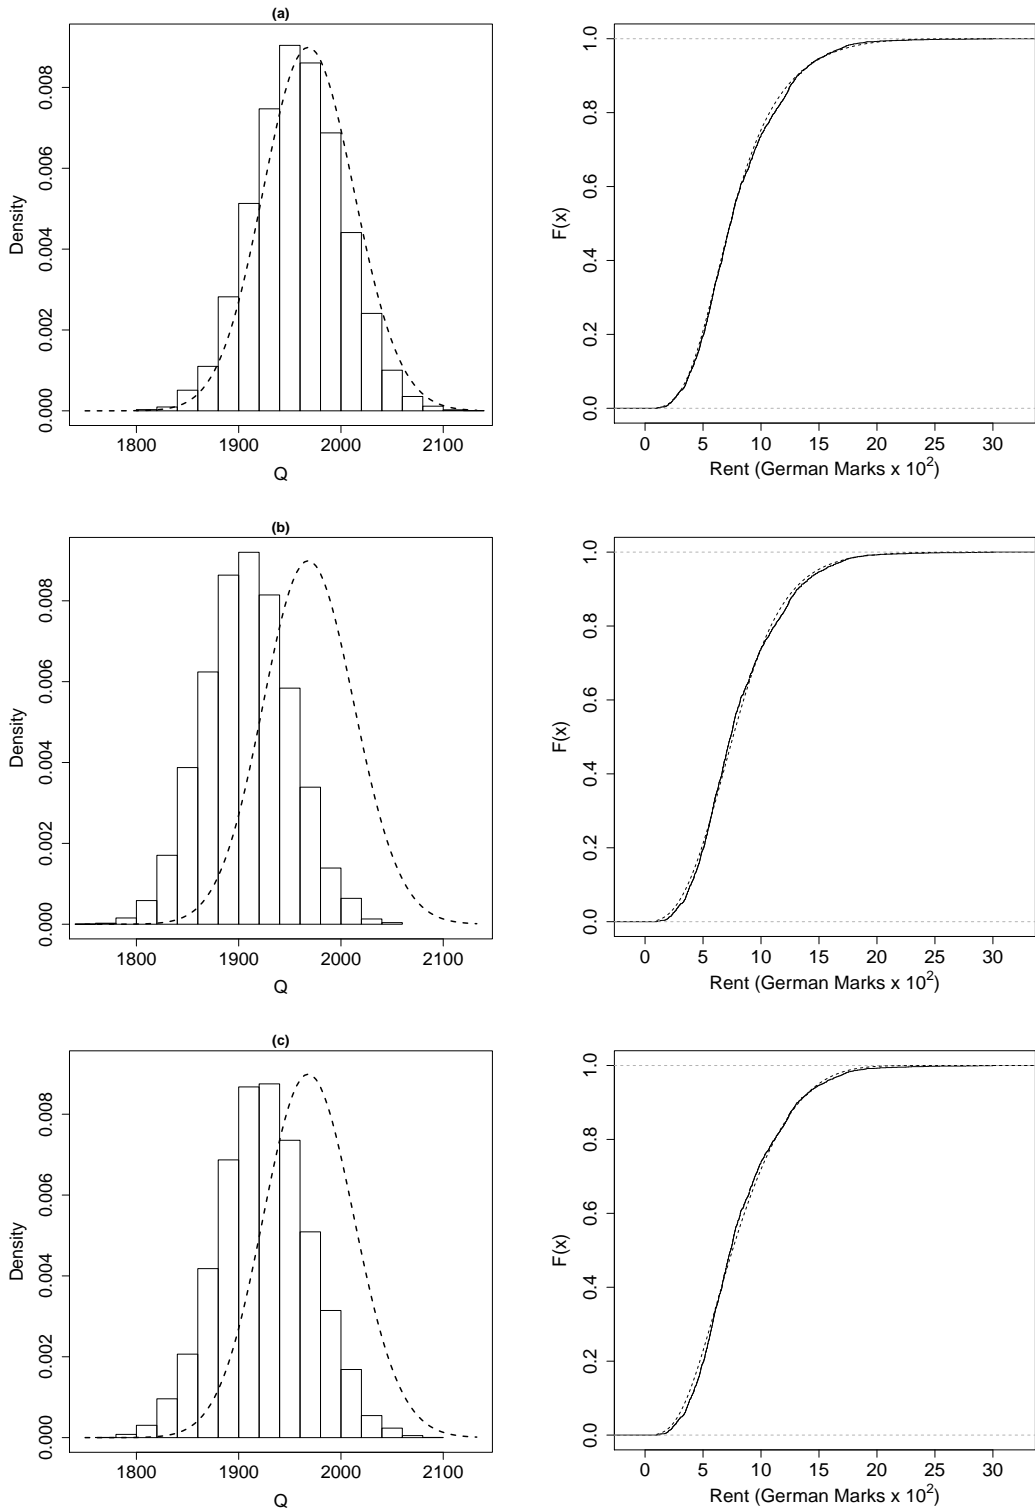 (a)
Density
0.000 0.002 0.004 0.006 0.008
1800 1900 2000 2100
Q
F(x)
0.0 0.2 0.4 0.6 0.8 1.0
0 5 10 15 20 25 30
Rent (German Marks x 10²)
(b)
Density
0.000 0.002 0.004 0.006 0.008
1800 1900 2000 2100
Q
F(x)
0.0 0.2 0.4 0.6 0.8 1.0
0 5 10 15 20 25 30
Rent (German Marks x 10²)
(c)
Density
0.000 0.002 0.004 0.006 0.008
1800 1900 2000 2100
Q
F(x)
0.0 0.2 0.4 0.6 0.8 1.0
0 5 10 15 20 25 30
Rent (German Marks x 10²)